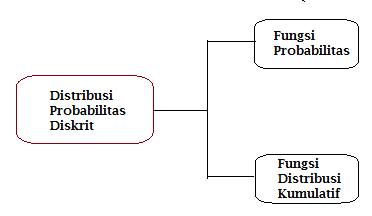 Distribusi
Probabilitas
Diskrit
Fungsi
Probabilitas
Fungsi
Distribusi
Kumulatif